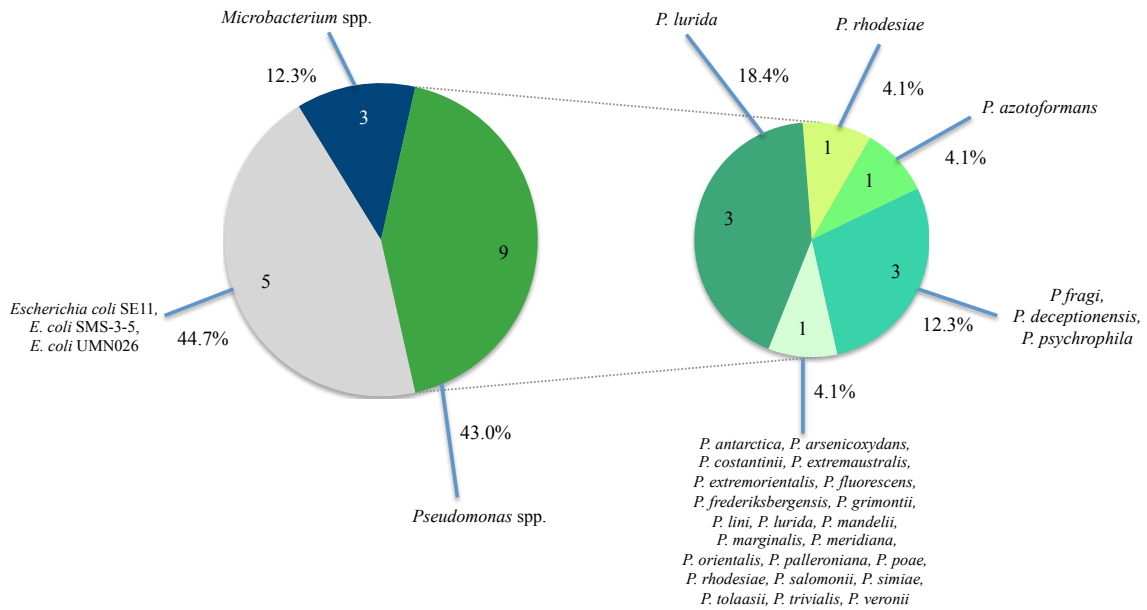 Microbacterium spp.
12.3%
3
9
5
Escherichia coli SE11,
E. coli SMS-3-5,
E. coli UMN026
44.7%
43.0%
Pseudomonas spp.
P. lurida
18.4%
P. rhodesiae
4.1%
P. azotoformans
4.1%
1
1
3
3
1
P fragi,
P. deceptionensis,
P. psychrophila
12.3%
4.1%
P. antarctica, P. arsenicoxydans,
P. costantinii, P. extremaustralis,
P. extremorientalis, P. fluorescens,
P. frederiksbergensis, P. grimontii,
P. lini, P. lurida, P. mandelii,
P. marginalis, P. meridiana,
P. orientalis, P. palleroniana, P. poae,
P. rhodesiae, P. salomonii, P. simiae,
P. tolaasii, P. trivialis, P. veronii